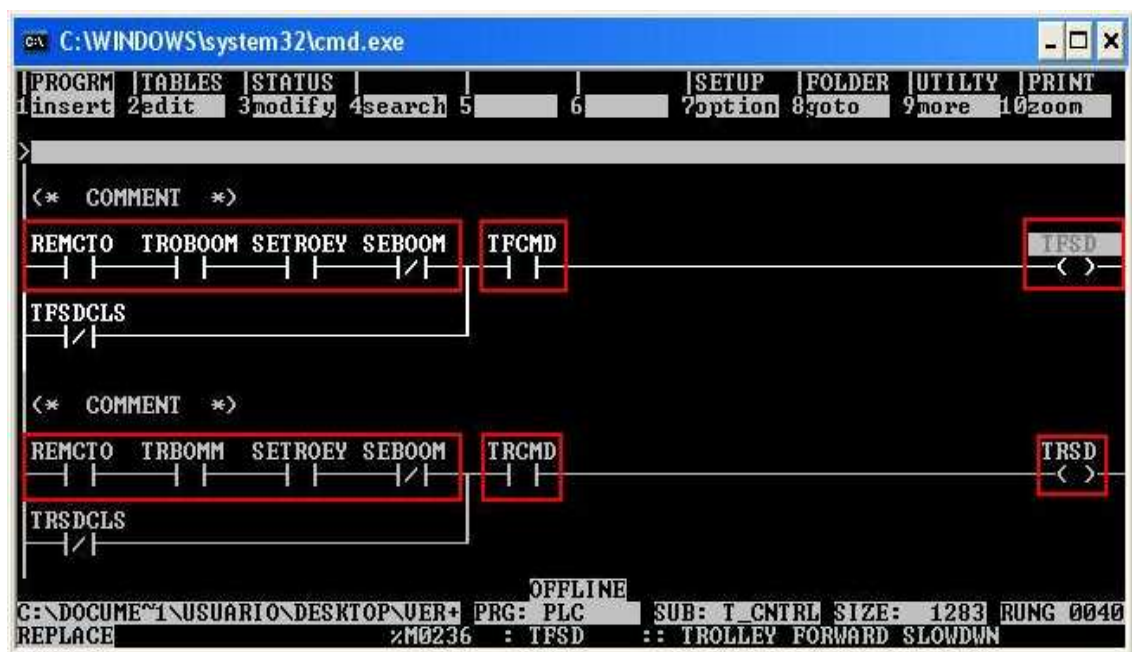 C:\WINDOWS\system32\cmd.exe
PROGRM |TABLES |STATUS | | | |SETUP |FOLDER |UTILTY |PRINT
1insert 2edit 3modify 4search 5 6 7option 8goto 9more 10zoom
>
(* COMMENT *)
REMCTO TROBOOM SETROEY SEBOOM TFCMD TFSD
TFSDCLS
(* COMMENT *)
REMCTO TRBOMM SETROEY SEBOOM TRCMD TRSD
TRSDCLS
OFFLINE
C:\DOCUME~1\USUARIO\DESKTOP\VER+ PRG: PLC SUB: T_CNTRL SIZE: 1283 RUNG 0040
REPLACE %M0236 : TFSD :: TROLLEY FORWARD SLOWDWN